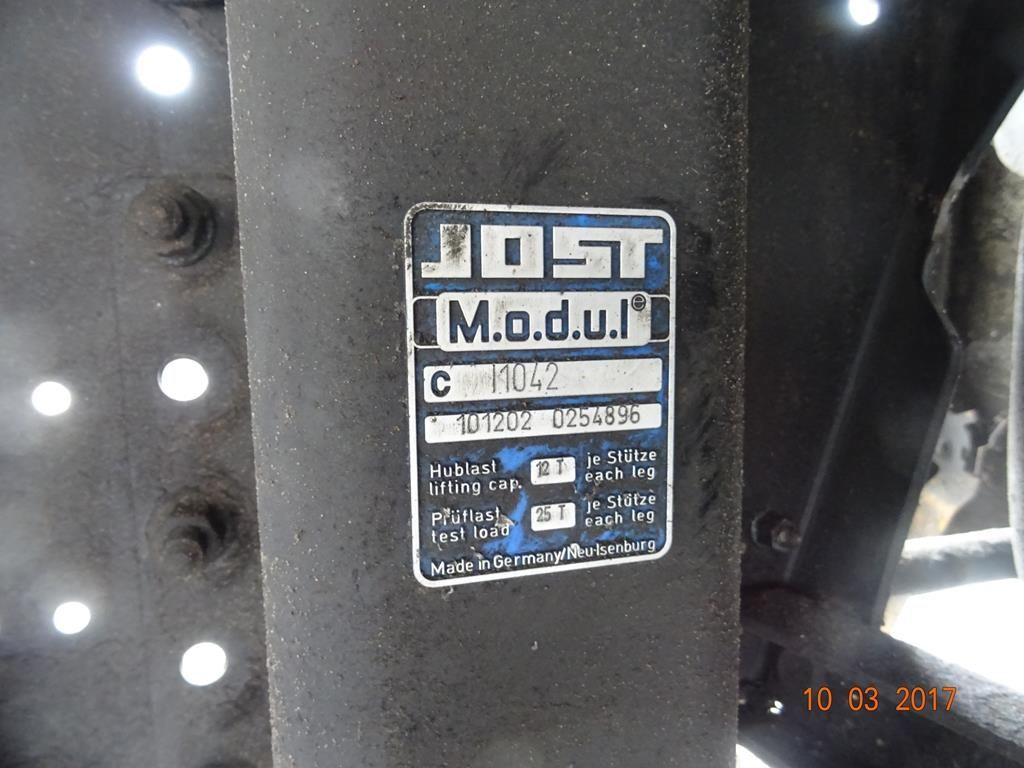 JOST
M.o.d.u.l e
C 11042
101202 0254896
Hublast 12 T je Stütze
lifting cap. each leg
Prüflast 25 T je Stütze
test load each leg
Made in Germany/Neu-Isenburg
10 03 2017